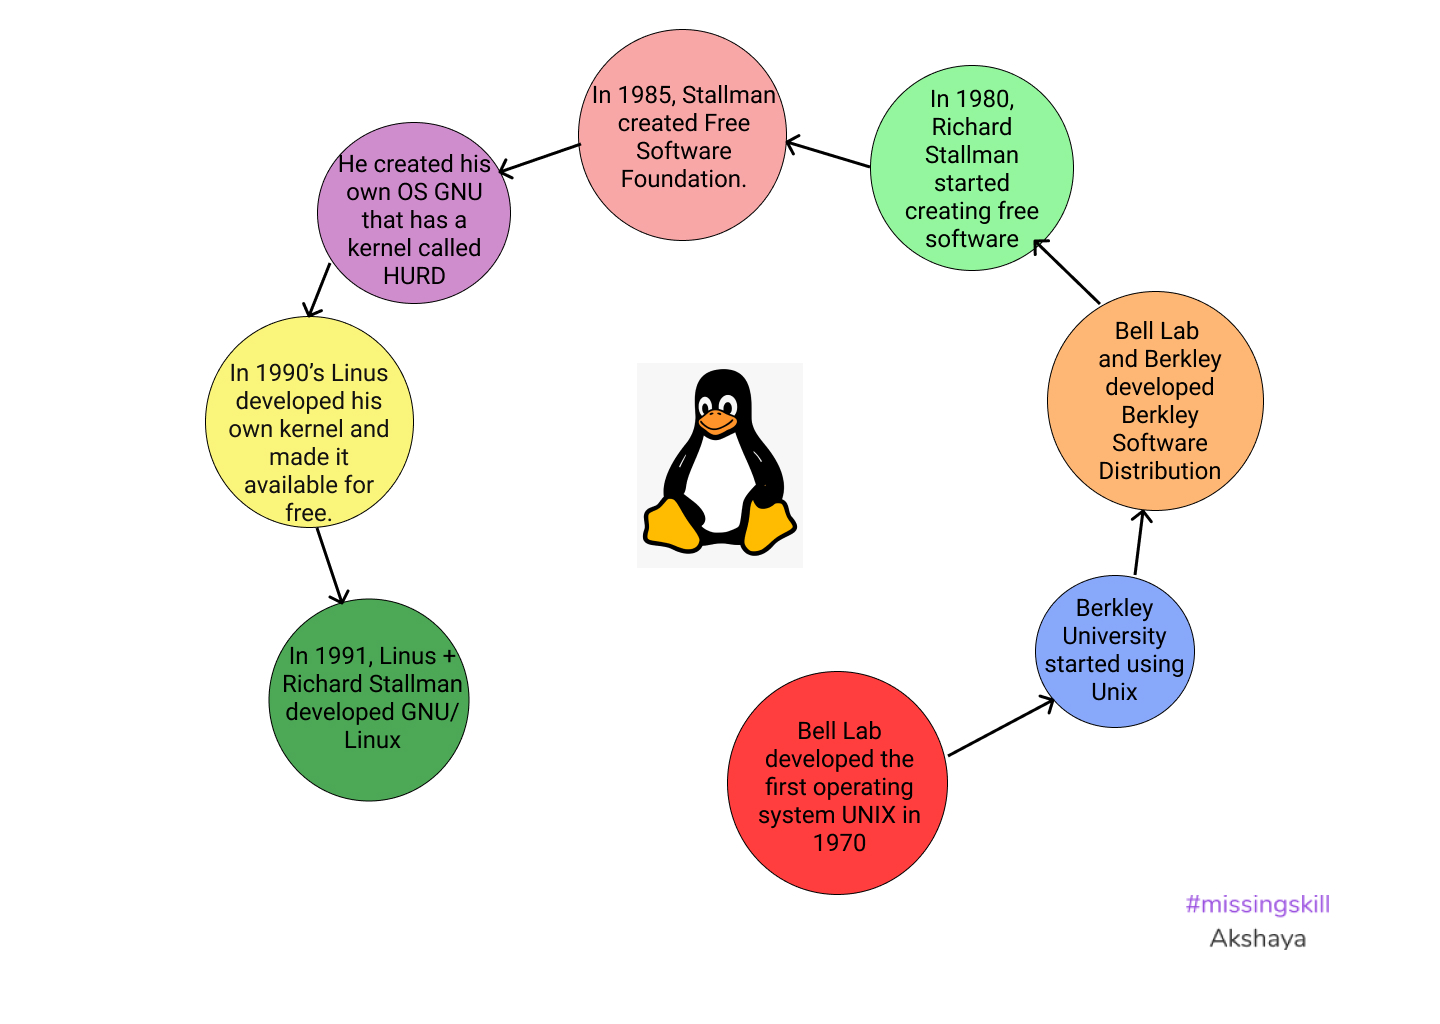 Bell Lab
developed the
first operating
system UNIX in
1970
Berkley
University
started using
Unix
Bell Lab
and Berkley
developed
Berkley
Software
Distribution
In 1980,
Richard
Stallman
started
creating free
software
In 1985, Stallman
created Free
Software
Foundation.
He created his
own OS GNU
that has a
kernel called
HURD
In 1990’s Linus
developed his
own kernel and
made it
available for
free.
In 1991, Linus +
Richard Stallman
developed GNU/
Linux
#missingskill
Akshaya